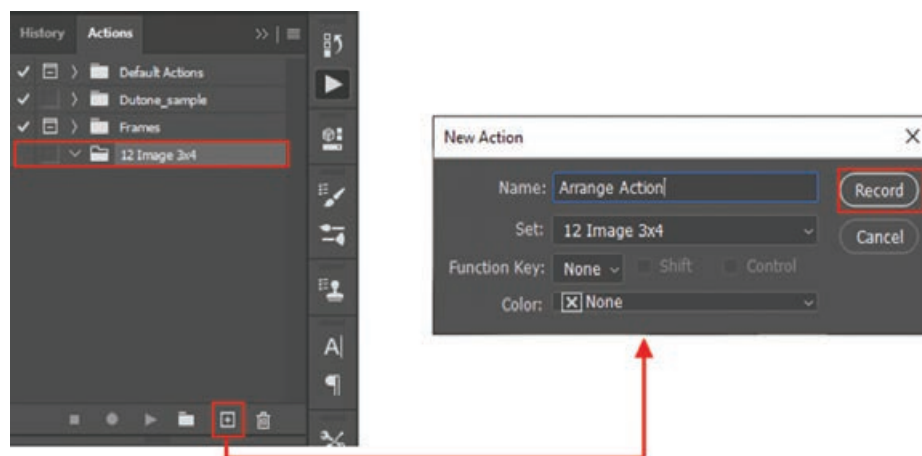 History Actions
Default Actions
Dutone_sample
Frames
12 Image 3x4
New Action
Name: Arrange Action
Record
Set: 12 Image 3x4
Cancel
Function Key: None Shift Control
Color: None